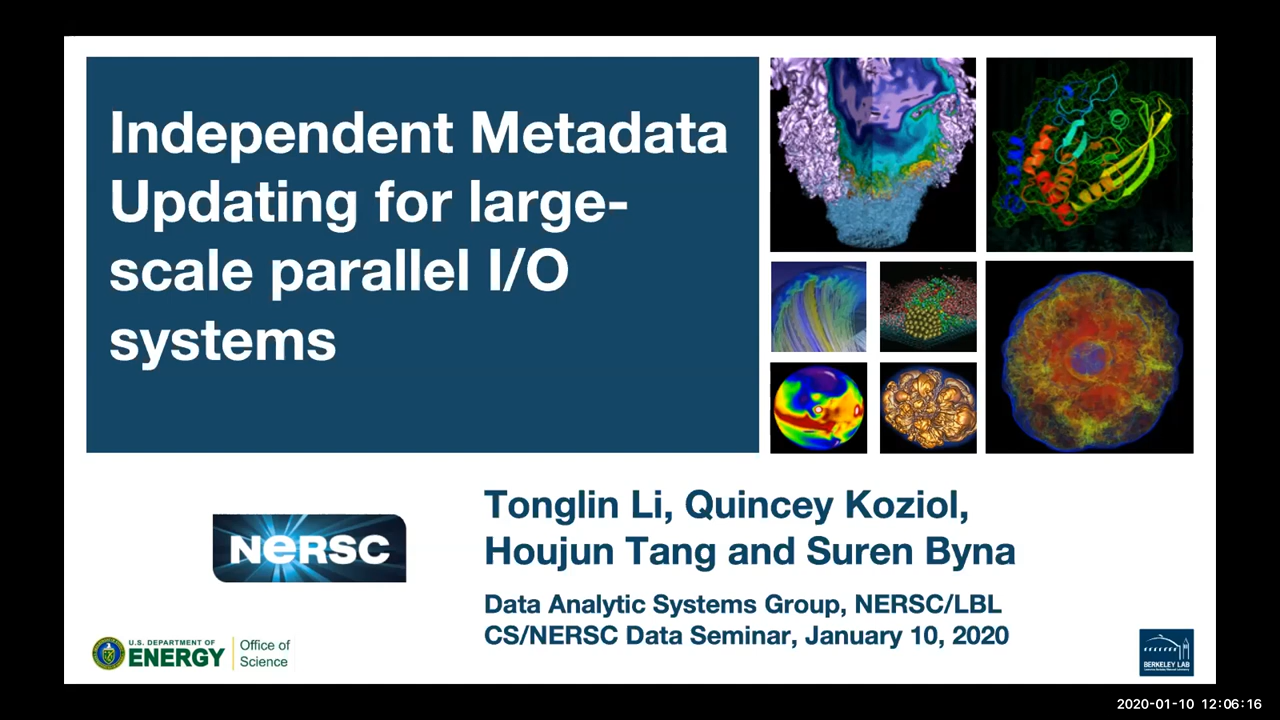 Independent Metadata
Updating for large-
scale parallel I/O
systems
Tonglin Li, Quincey Koziol,
Houjun Tang and Suren Byna
Data Analytic Systems Group, NERSC/LBL
CS/NERSC Data Seminar, January 10, 2020
NERSC
U.S. DEPARTMENT OF
ENERGY
Office of
Science
BERKELEY LAB
2020-01-10 12:06:16